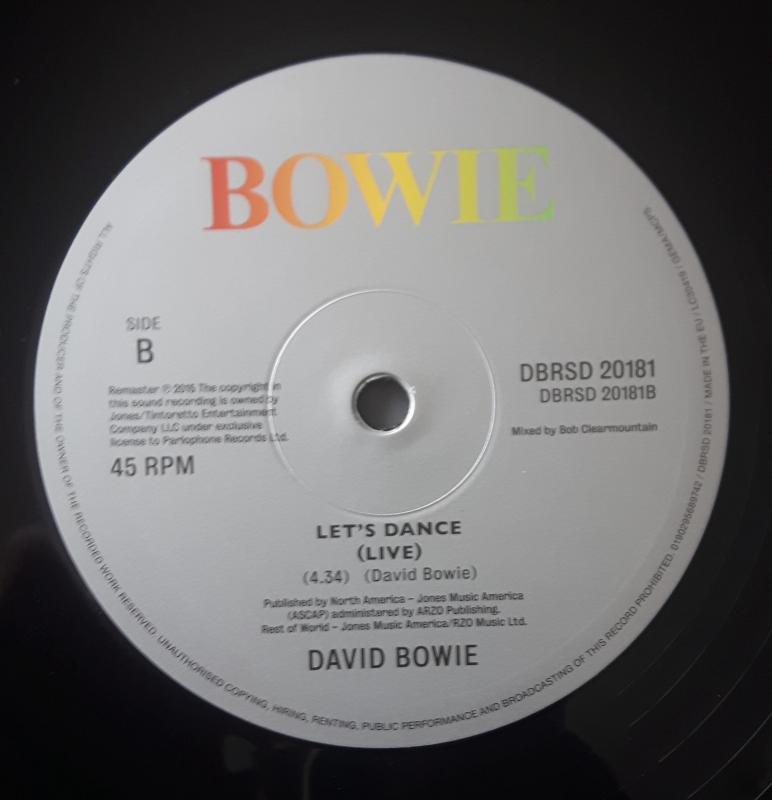 BOWIE
SIDE
B
Remaster ℗ 2015 The copyright in
this sound recording is owned by
Jones/Tintoretto Entertainment
Company LLC under exclusive
license to Parlophone Records Ltd.
45 RPM
DBRSD 20181
DBRSD 20181B
Mixed by Bob Clearmountain
LET'S DANCE
(LIVE)
(4.34) (David Bowie)
Published by North America – Jones Music America
(ASCAP) administered by ARZO Publishing.
Rest of World – Jones Music America/RZO Music Ltd.
DAVID BOWIE
ALL RIGHTS OF THE PRODUCER AND OF THE OWNER OF THE RECORDED WORK RESERVED. UNAUTHORISED COPYING, HIRING, RENTING, PUBLIC PERFORMANCE AND BROADCASTING OF THIS RECORD PROHIBITED. 0190295689742 / DBRSD 20181 / MADE IN THE EU / LC30419 / GEMA/MCPS.